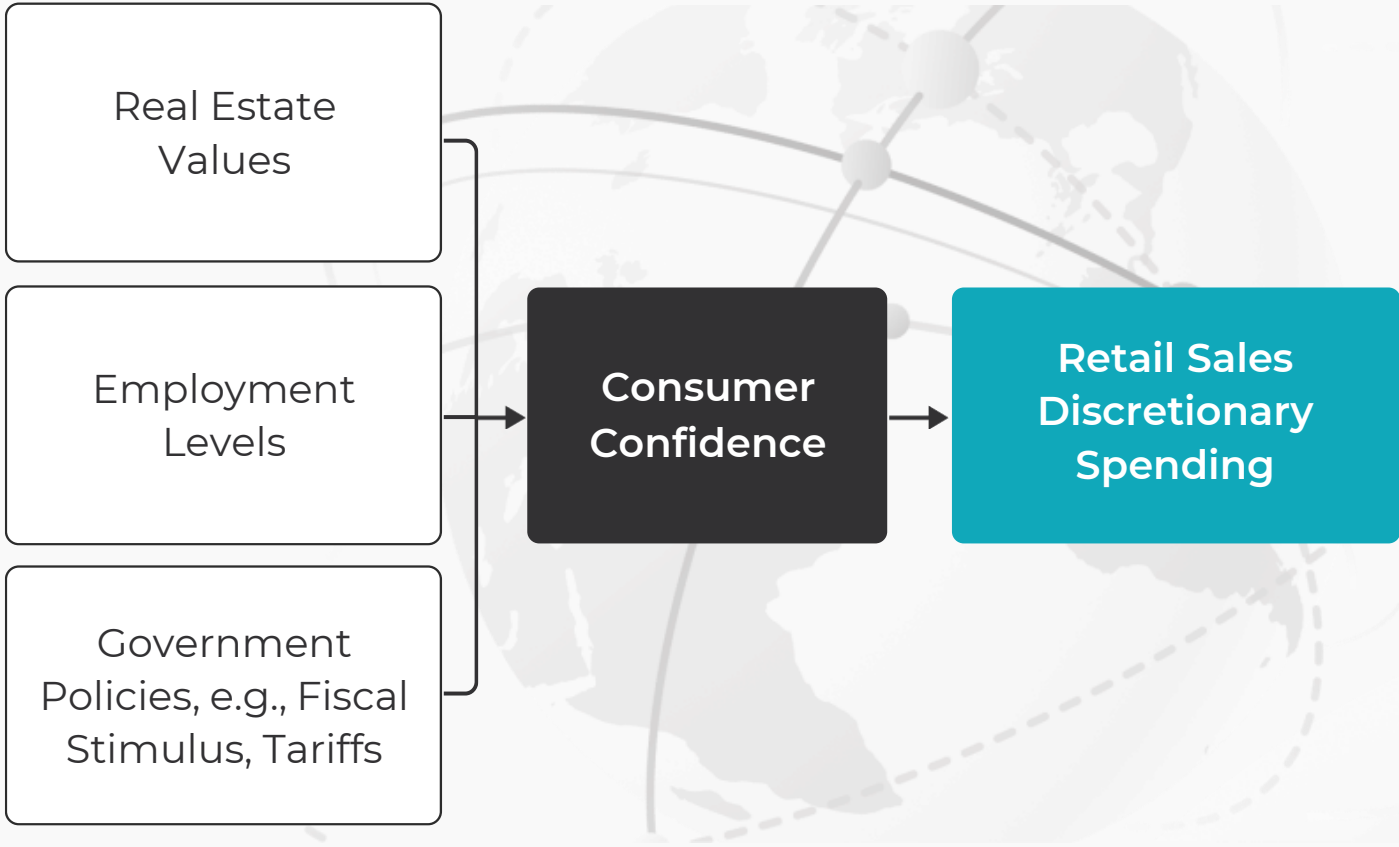 Real Estate
Values
Employment
Levels
Government
Policies, e.g., Fiscal
Stimulus, Tariffs
Consumer
Confidence
Retail Sales
Discretionary
Spending